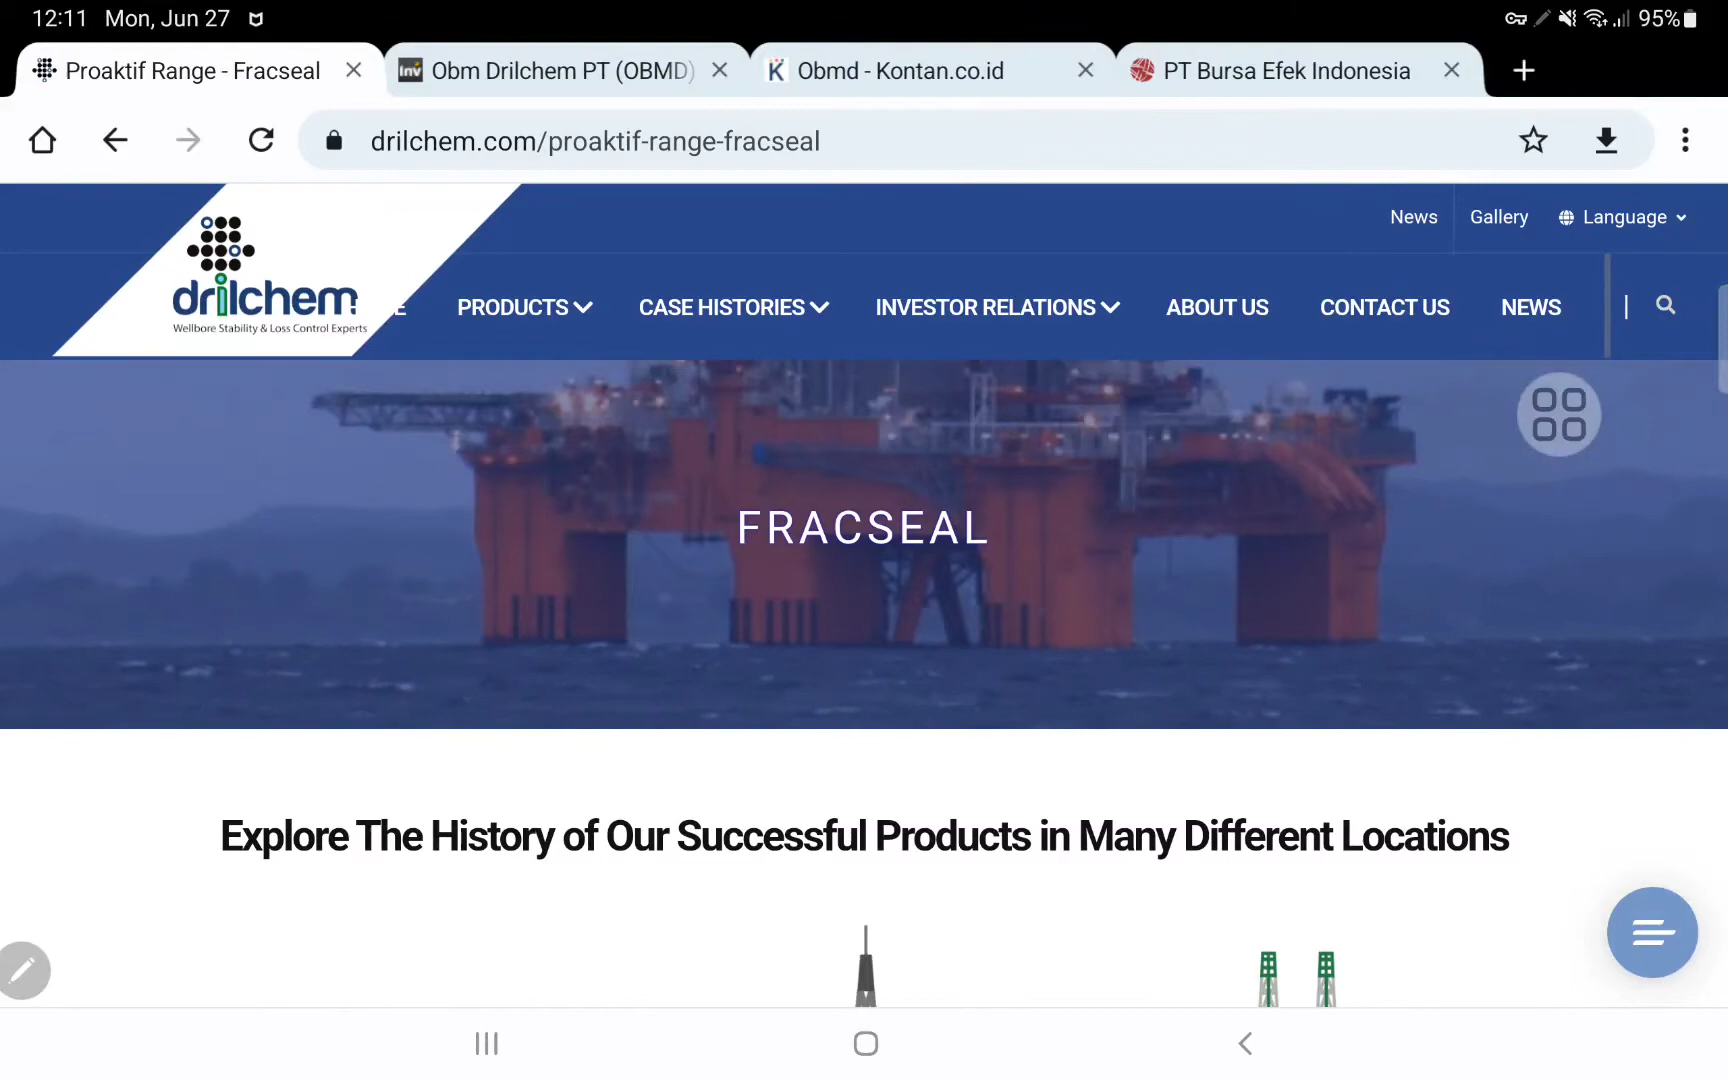 12:11 Mon, Jun 27 95%
Proaktif Range - Fracseal
Obm Drilchem PT (OBMD)
Obmd - Kontan.co.id
PT Bursa Efek Indonesia
drilchem.com/proaktif-range-fracseal
News Gallery Language
drilchem
Wellbore Stability & Loss Control Experts
E PRODUCTS CASE HISTORIES INVESTOR RELATIONS ABOUT US CONTACT US NEWS |
FRACSEAL
Explore The History of Our Successful Products in Many Different Locations